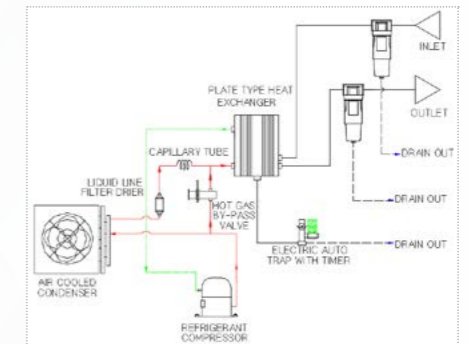 INLET
PLATE TYPE HEAT
EXCHANGER
OUTLET
CAPILLARY TUBE
DRAIN OUT
LIQUID LINE
FILTER DRIER
HOT GAS
BY-PASS
VALVE
DRAIN OUT
DRAIN OUT
ELECTRIC AUTO
TRAP WITH TIMER
AIR COOLED
CONDENSER
REFRIGERANT
COMPRESSOR